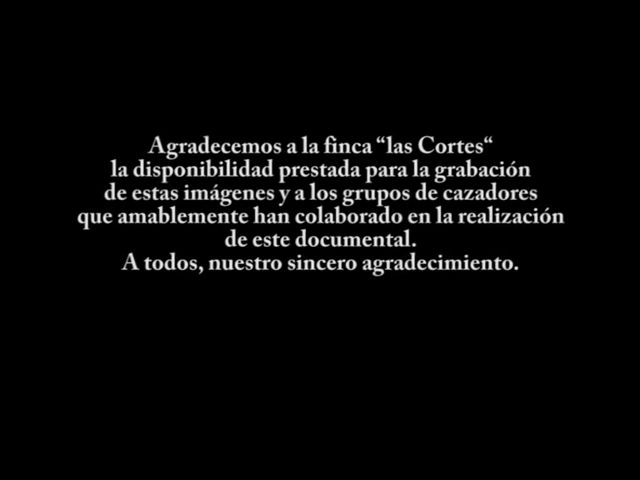 Agradecemos a la finca “las Cortes“
la disponibilidad prestada para la grabación
de estas imágenes y a los grupos de cazadores
que amablemente han colaborado en la realización
de este documental.
A todos, nuestro sincero agradecimiento.